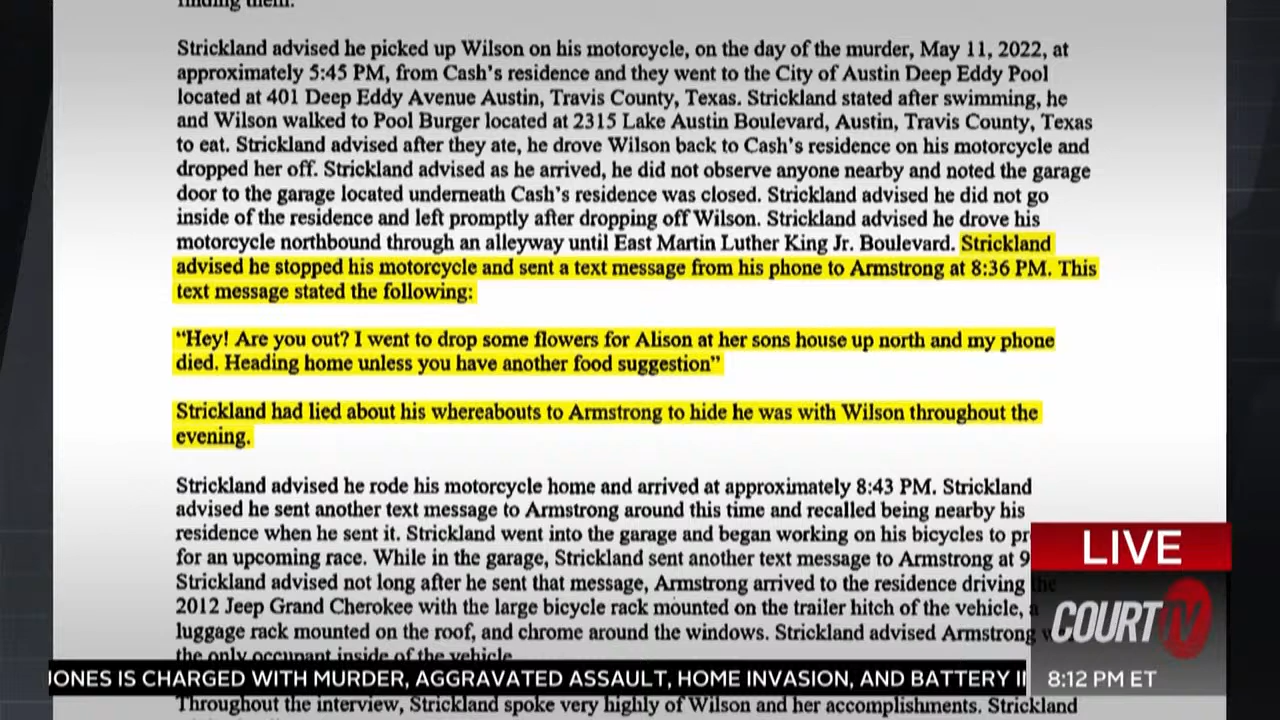 finding them.
Strickland advised he picked up Wilson on his motorcycle, on the day of the murder, May 11, 2022, at
approximately 5:45 PM, from Cash's residence and they went to the City of Austin Deep Eddy Pool
located at 401 Deep Eddy Avenue Austin, Travis County, Texas. Strickland stated after swimming, he
and Wilson walked to Pool Burger located at 2315 Lake Austin Boulevard, Austin, Travis County, Texas
to eat. Strickland advised after they ate, he drove Wilson back to Cash's residence on his motorcycle and
dropped her off. Strickland advised as he arrived, he did not observe anyone nearby and noted the garage
door to the garage located underneath Cash's residence was closed. Strickland advised he did not go
inside of the residence and left promptly after dropping off Wilson. Strickland advised he drove his
motorcycle northbound through an alleyway until East Martin Luther King Jr. Boulevard. Strickland
advised he stopped his motorcycle and sent a text message from his phone to Armstrong at 8:36 PM. This
text message stated the following:
“Hey! Are you out? I went to drop some flowers for Alison at her sons house up north and my phone
died. Heading home unless you have another food suggestion”
Strickland had lied about his whereabouts to Armstrong to hide he was with Wilson throughout the
evening.
Strickland advised he rode his motorcycle home and arrived at approximately 8:43 PM. Strickland
advised he sent another text message to Armstrong around this time and recalled being nearby his
residence when he sent it. Strickland went into the garage and began working on his bicycles to pr
for an upcoming race. While in the garage, Strickland sent another text message to Armstrong at 9
Strickland advised not long after he sent that message, Armstrong arrived to the residence driving the
2012 Jeep Grand Cherokee with the large bicycle rack mounted on the trailer hitch of the vehicle, a
luggage rack mounted on the roof, and chrome around the windows. Strickland advised Armstrong w
the only occupant inside of the vehicle
Throughout the interview, Strickland spoke very highly of Wilson and her accomplishments. Strickland
LIVE
COURT TV
JONES IS CHARGED WITH MURDER, AGGRAVATED ASSAULT, HOME INVASION, AND BATTERY I
8:12 PM ET